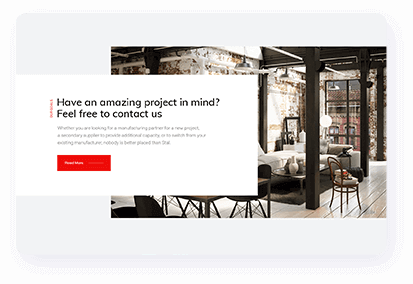 Have an amazing project in mind?
Feel free to contact us
Whether you are looking for a manufacturing partner for a new project,
a secondary supplier to provide additional capacity, or to switch from your
existing manufacturer, nobody is better placed than Stal.
Read More